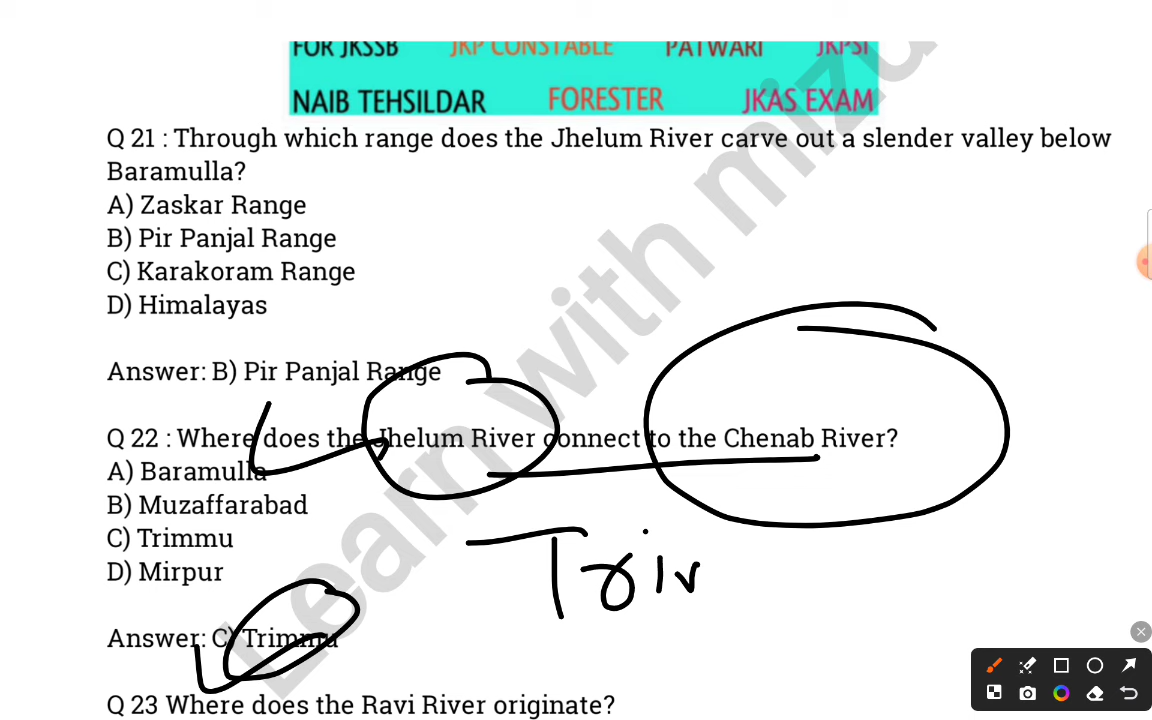 FOR JKSSB JKP CONSTABLE PATWARI JKPSI
NAIB TEHSILDAR FORESTER JKAS EXAM
Q 21 : Through which range does the Jhelum River carve out a slender valley below
Baramulla?
A) Zaskar Range
B) Pir Panjal Range
C) Karakoram Range
D) Himalayas
Answer: B) Pir Panjal Range
Q 22 : Where does the Jhelum River connect to the Chenab River?
A) Baramulla
B) Muzaffarabad
C) Trimmu
D) Mirpur
Tri
Answer: C) Trimmu
Q 23 Where does the Ravi River originate?
Learn with